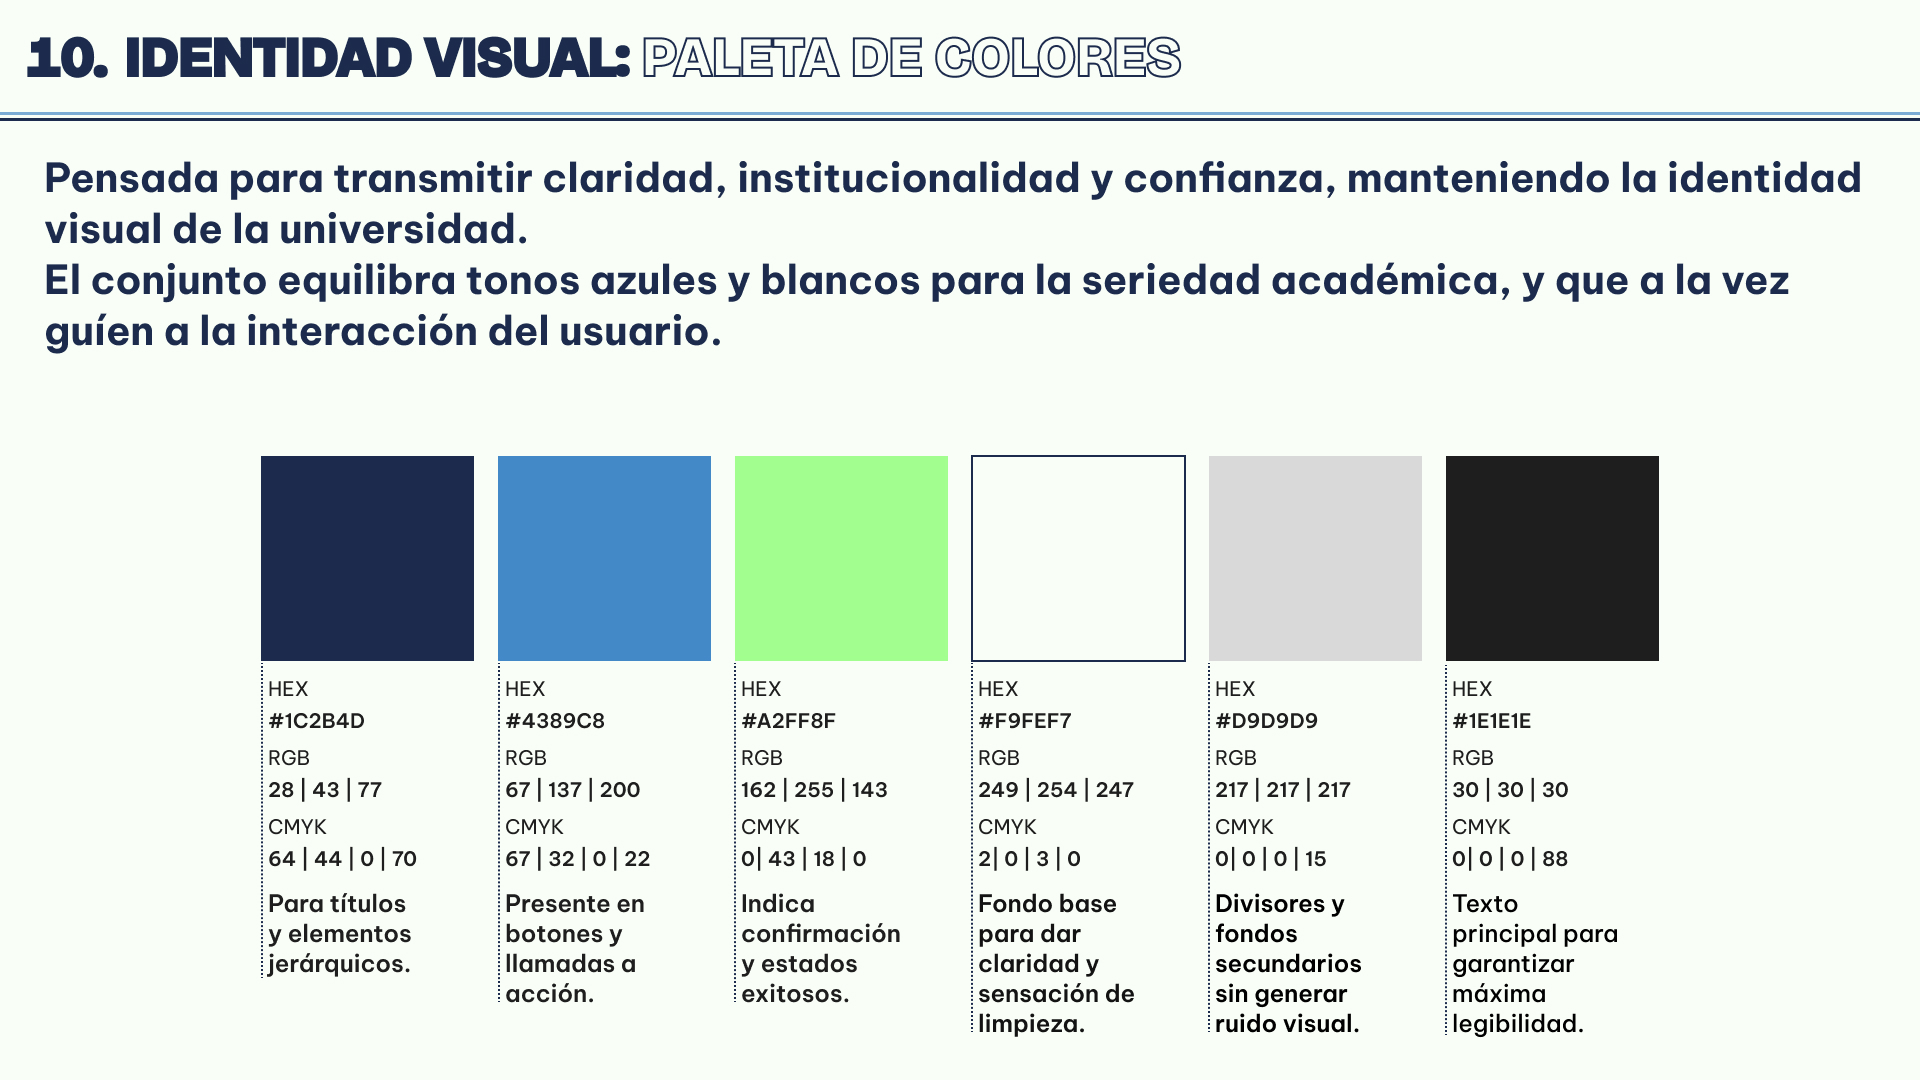 10. IDENTIDAD VISUAL: PALETA DE COLORES
Pensada para transmitir claridad, institucionalidad y confianza, manteniendo la identidad
visual de la universidad.
El conjunto equilibra tonos azules y blancos para la seriedad académica, y que a la vez
guíen a la interacción del usuario.
HEX
#1C2B4D
RGB
28 | 43 | 77
CMYK
64 | 44 | 0 | 70
Para títulos
y elementos
jerárquicos.
HEX
#4389C8
RGB
67 | 137 | 200
CMYK
67 | 32 | 0 | 22
Presente en
botones y
llamadas a
acción.
HEX
#A2FF8F
RGB
162 | 255 | 143
CMYK
0| 43 | 18 | 0
Indica
confirmación
y estados
exitosos.
HEX
#F9FEF7
RGB
249 | 254 | 247
CMYK
2| 0 | 3 | 0
Fondo base
para dar
claridad y
sensación de
limpieza.
HEX
#D9D9D9
RGB
217 | 217 | 217
CMYK
0| 0 | 0 | 15
Divisores y
fondos
secundarios
sin generar
ruido visual.
HEX
#1E1E1E
RGB
30 | 30 | 30
CMYK
0| 0 | 0 | 88
Texto
principal para
garantizar
máxima
legibilidad.